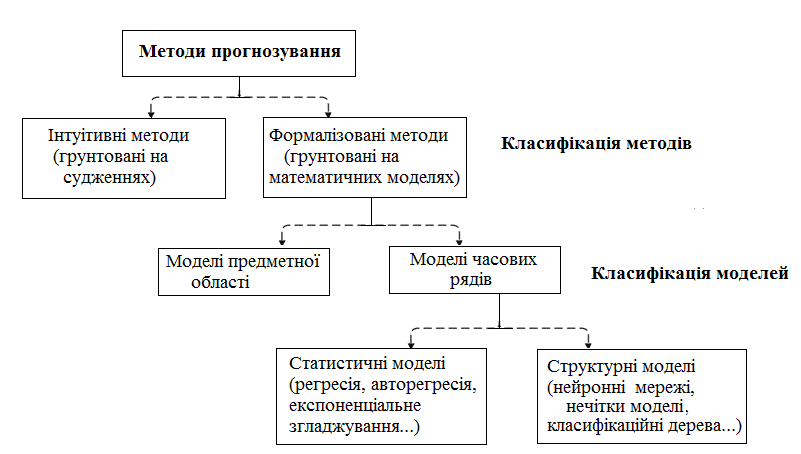 Методи прогнозування
Інтуітивні методи
(грунтовані на
судженнях)
Формалізовані методи
(грунтовані на
математичних моделях)
Класифікація методів
Моделі предметної
області
Моделі часових
рядів
Класифікація моделей
Статистичні моделі
(регресія, авторегресія,
експоненціальне
згладжування...)
Структурні моделі
(нейронні мережі,
нечітки моделі,
класифікаційні дерева...)